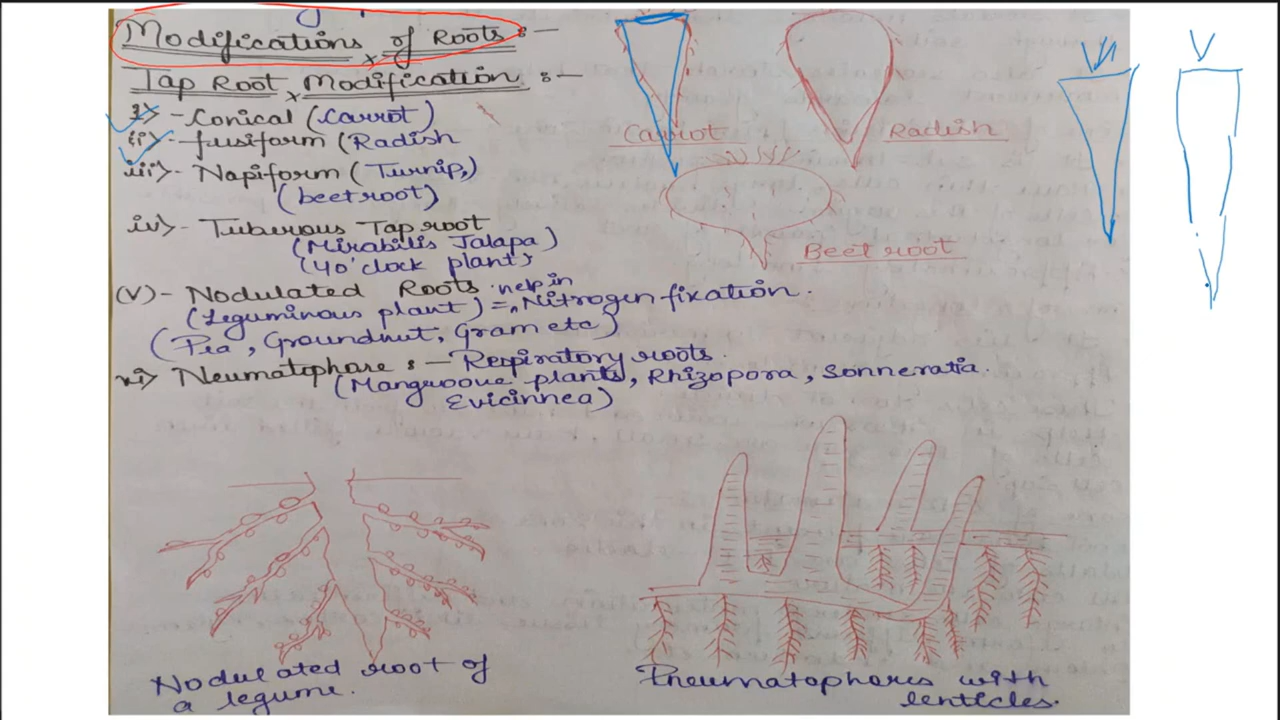 Modifications of Roots :-
Tap Root Modification :-
i) - Conical (Carrot)
ii) - fusiform (Radish
iii) - Napiform (Turnip,)
(beetroot)
iv) - Tuberous Tap root
(Mirabilis Jalapa)
(4o'clock plant)
(V) - Nodulated Roots help in
(Leguminous plant) = Nitrogen fixation.
(Pea, Groundnut, Gram etc)
vi) Neumatophare :- Respiratory roots.
(Mangroove plants, Rhizopora, Sonneratia.
Evicinnea)
Carrot
Radish
Beet root
Nodulated root of
a legume.
Pneumatophores with
lenticles.